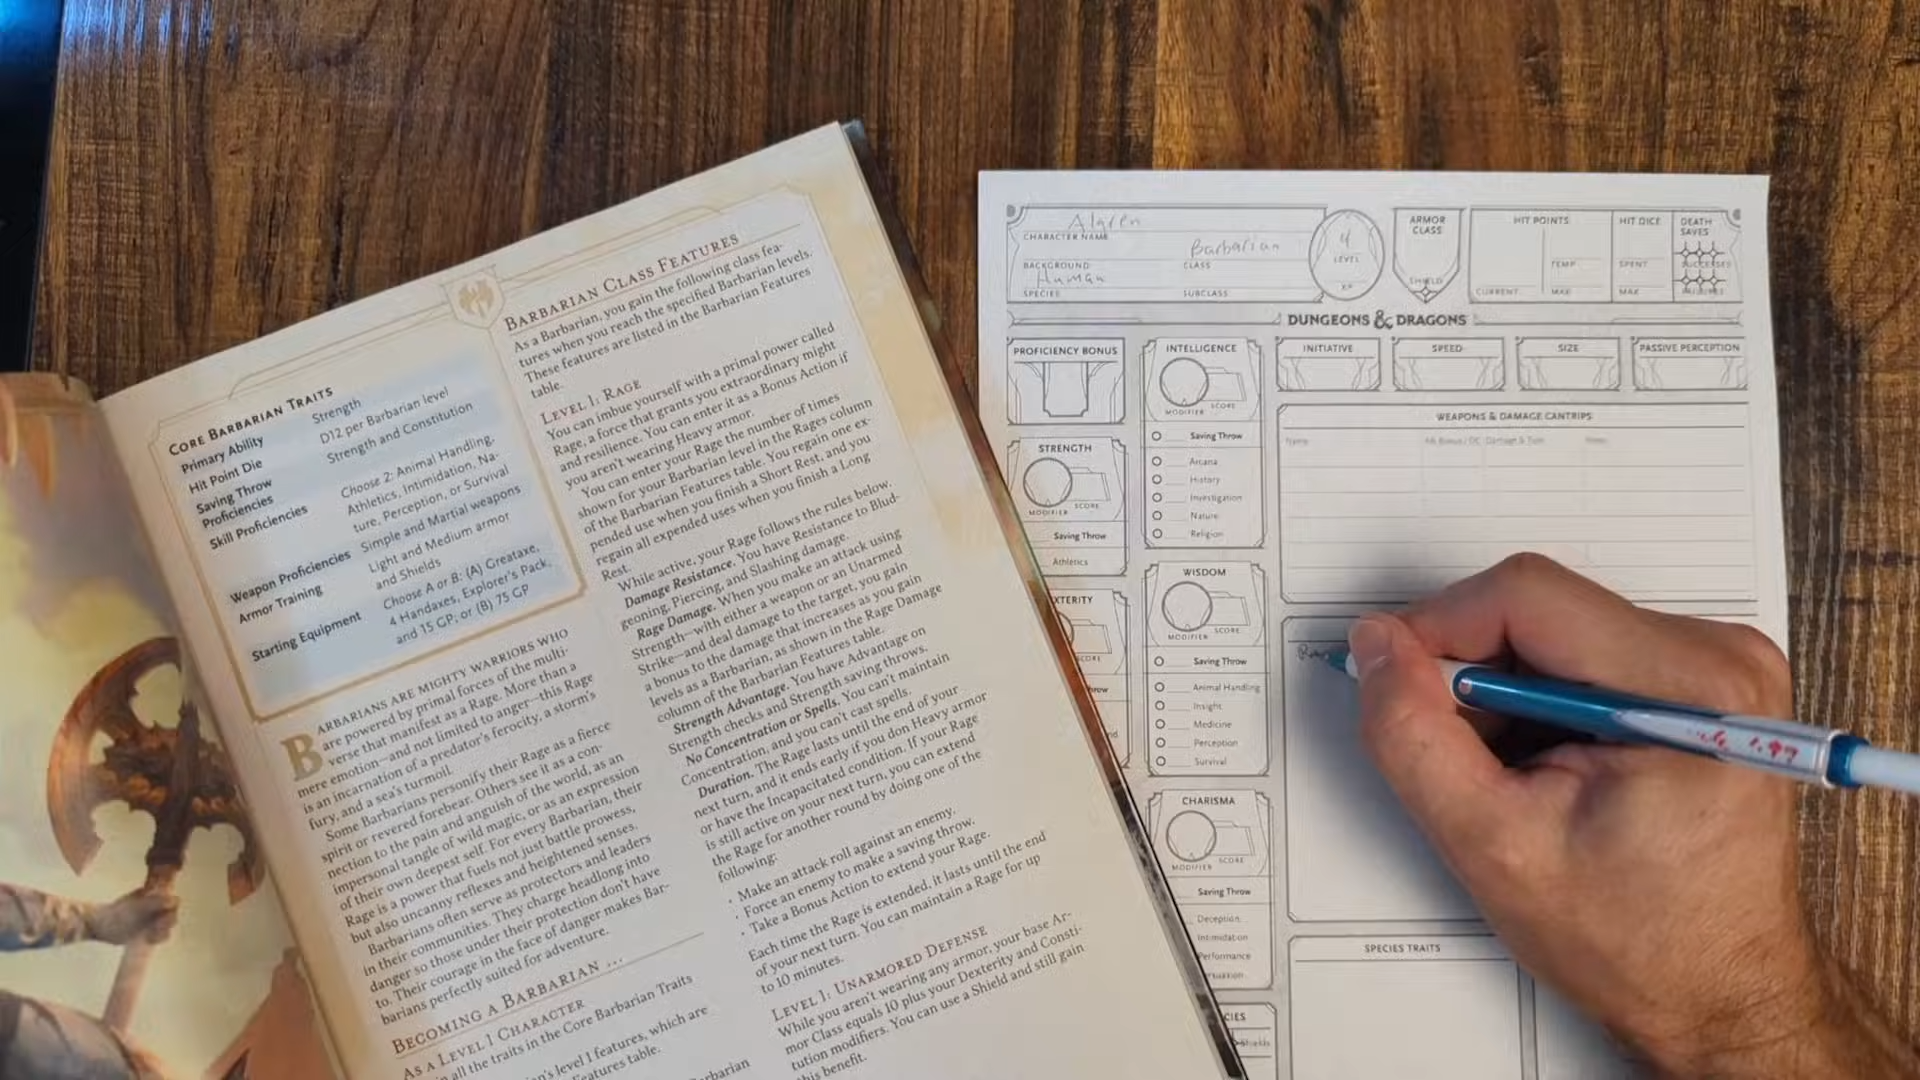 CORE BARBARIAN TRAITS
Primary Ability Strength
Hit Point Die D12 per Barbarian level
Saving Throw Strength and Constitution
Proficiencies
Skill Proficiencies Choose 2: Animal Handling,
Athletics, Intimidation, Na-
ture, Perception, or Survival
Weapon Proficiencies Simple and Martial weapons
Armor Training Light and Medium armor
and Shields
Starting Equipment Choose A or B: (A) Greataxe,
4 Handaxes, Explorer's Pack,
and 15 GP; or (B) 75 GP
BARBARIANS ARE MIGHTY WARRIORS WHO
are powered by primal forces of the multi-
verse that manifest as a Rage. More than a
mere emotion—and not limited to anger—this Rage
is an incarnation of a predator's ferocity, a storm's
fury, and a sea's turmoil.
Some Barbarians personify their Rage as a fierce
spirit or revered forebear. Others see it as a con-
nection to the pain and anguish of the world, as an
impersonal tangle of wild magic, or as an expression
of their own deepest self. For every Barbarian, their
Rage is a power that fuels not just battle prowess,
but also uncanny reflexes and heightened senses.
Barbarians often serve as protectors and leaders
in their communities. They charge headlong into
danger so those under their protection don't have
to. Their courage in the face of danger makes Bar-
barians perfectly suited for adventure.
BECOMING A BARBARIAN ...
AS A LEVEL 1 CHARACTER
in all the traits in the Core Barbarian Traits
level 1 features, which are
features table.
BARBARIAN CLASS FEATURES
As a Barbarian, you gain the following class fea-
tures when you reach the specified Barbarian levels.
These features are listed in the Barbarian Features
table.
LEVEL 1: RAGE
You can imbue yourself with a primal power called
Rage, a force that grants you extraordinary might
and resilience. You can enter it as a Bonus Action if
you aren't wearing Heavy armor.
You can enter your Rage the number of times
shown for your Barbarian level in the Rages column
of the Barbarian Features table. You regain one ex-
pended use when you finish a Short Rest, and you
regain all expended uses when you finish a Long
Rest.
While active, your Rage follows the rules below.
Damage Resistance. You have Resistance to Blud-
geoning, Piercing, and Slashing damage.
Rage Damage. When you make an attack using
Strength—with either a weapon or an Unarmed
Strike—and deal damage to the target, you gain
a bonus to the damage that increases as you gain
levels as a Barbarian, as shown in the Rage Damage
column of the Barbarian Features table.
Strength Advantage. You have Advantage on
Strength checks and Strength saving throws.
No Concentration or Spells. You can't maintain
Concentration, and you can't cast spells.
Duration. The Rage lasts until the end of your
next turn, and it ends early if you don Heavy armor
or have the Incapacitated condition. If your Rage
is still active on your next turn, you can extend
the Rage for another round by doing one of the
following:
· Make an attack roll against an enemy.
· Force an enemy to make a saving throw.
· Take a Bonus Action to extend your Rage.
Each time the Rage is extended, it lasts until the end
of your next turn. You can maintain a Rage for up
to 10 minutes.
LEVEL 1: UNARMORED DEFENSE
While you aren't wearing any armor, your base Ar-
mor Class equals 10 plus your Dexterity and Consti-
tution modifiers. You can use a Shield and still gain
this benefit.
Algren
CHARACTER NAME
Barbarian
BACKGROUND CLASS
Human
SPECIES SUBCLASS
4
LEVEL
XP
ARMOR
CLASS
SHIELD
HIT POINTS
TEMP
CURRENT MAX
HIT DICE
SPENT
MAX
DEATH
SAVES
SUCCESSES
FAILURES
DUNGEONS & DRAGONS
PROFICIENCY BONUS
STRENGTH
MODIFIER SCORE
Saving Throw
Athletics
SCORE
INTELLIGENCE
MODIFIER SCORE
Saving Throw
Arcana
History
Investigation
Nature
Religion
WISDOM
MODIFIER SCORE
Saving Throw
Animal Handling
Insight
Medicine
Perception
Survival
CHARISMA
MODIFIER SCORE
Saving Throw
Deception
Intimidation
Performance
Shields
INITIATIVE
SPEED
SIZE
PASSIVE PERCEPTION
WEAPONS & DAMAGE CANTRIPS
Name Atk Bonus / DC Damage & Type Notes
SPECIES TRAITS